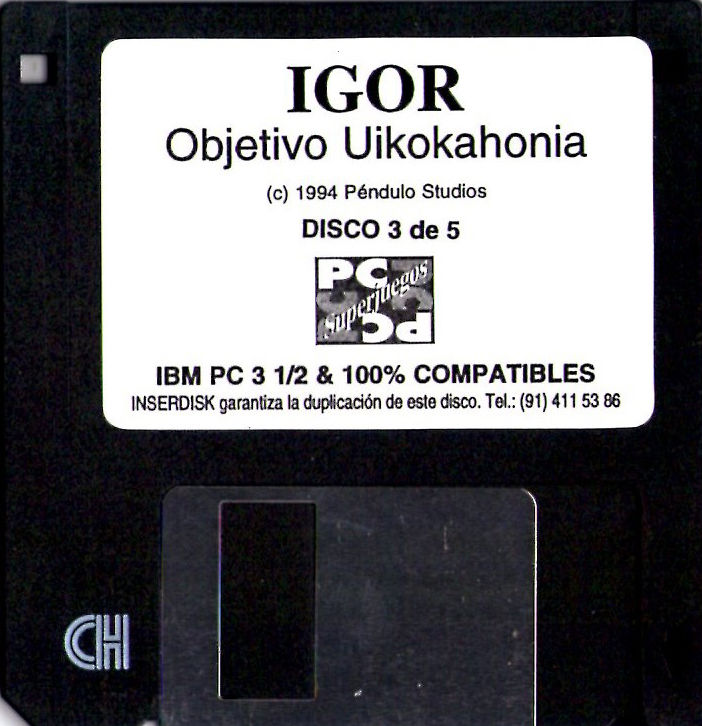 IGOR
Objetivo Uikokahonia
(c) 1994 Péndulo Studios
DISCO 3 de 5
PC
Superjuegos
PC
IBM PC 3 1/2 & 100% COMPATIBLES
INSERDISK garantiza la duplicación de este disco. Tel.: (91) 411 53 86
CH